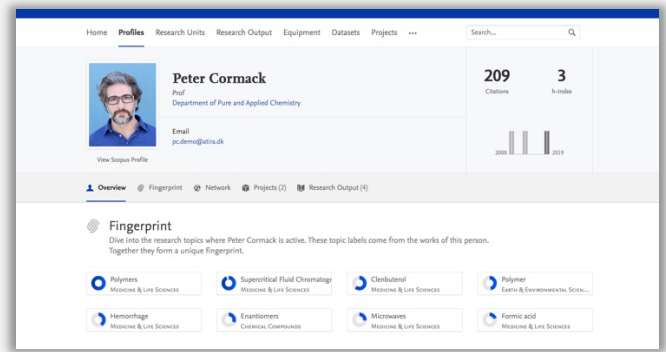 Home Profiles Research Units Research Output Equipment Datasets Projects ••• Search...
Peter Cormack
Prof
Department of Pure and Applied Chemistry
Email
pc.demo@atira.dk
View Scopus Profile
209 3
Citations h-Index
2000 2019
Overview Fingerprint Network Projects (2) Research Output (4)
Fingerprint
Dive into the research topics where Peter Cormack is active. These topic labels come from the works of this person.
Together they form a unique fingerprint.
Polymers Supercritical Fluid Chromatogr Clenbuterol Polymer
Medicine & Life Sciences Medicine & Life Sciences Medicine & Life Sciences Earth & Environmental Scien...
Hemorrhage Enantiomers Microwaves Formic acid
Medicine & Life Sciences Chemical Compounds Medicine & Life Sciences Medicine & Life Sciences